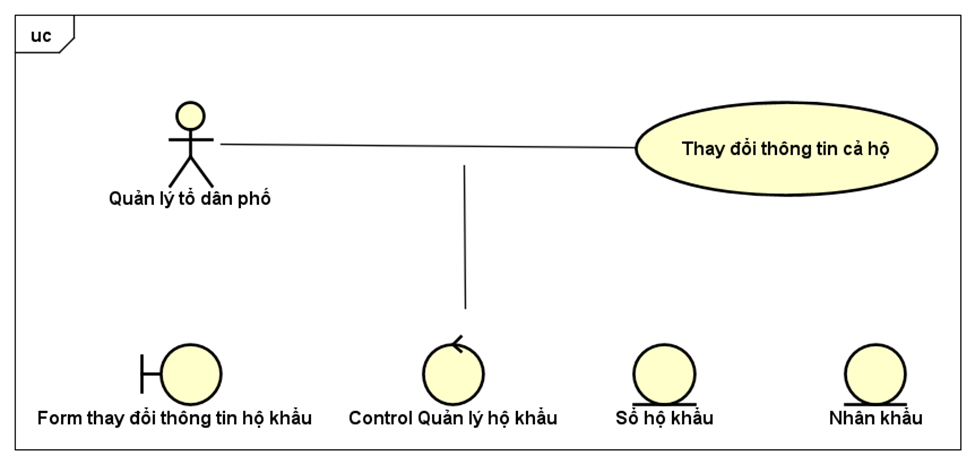 uc
Thay đổi thông tin cả hộ
Quản lý tổ dân phố
Form thay đổi thông tin hộ khẩu
Control Quản lý hộ khẩu
Sổ hộ khẩu
Nhân khẩu